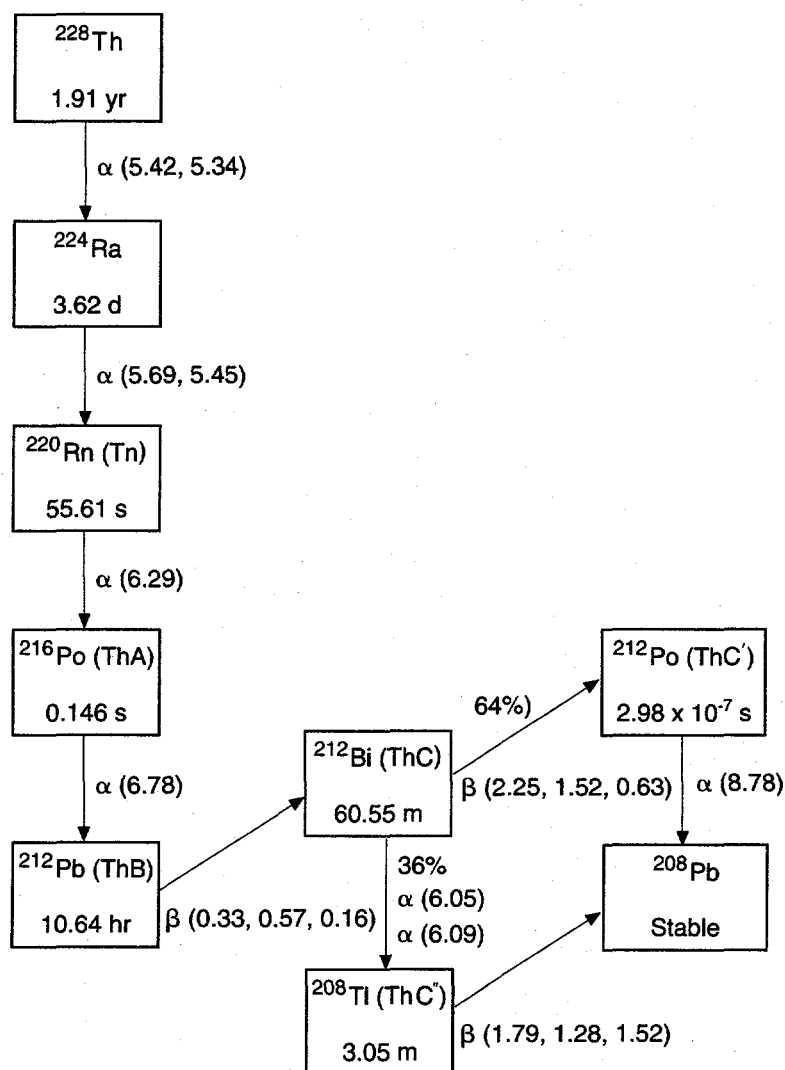 ²²⁸Th
1.91 yr
α (5.42, 5.34)
²²⁴Ra
3.62 d
α (5.69, 5.45)
²²⁰Rn (Tn)
55.61 s
α (6.29)
²¹⁶Po (ThA)
0.146 s
α (6.78)
²¹²Pb (ThB)
10.64 hr
β (0.33, 0.57, 0.16)
²¹²Bi (ThC)
60.55 m
64%)
β (2.25, 1.52, 0.63)
²¹²Po (ThC′)
2.98 x 10⁻⁷ s
α (8.78)
36%
α (6.05)
α (6.09)
²⁰⁸Tl (ThC″)
3.05 m
β (1.79, 1.28, 1.52)
²⁰⁸Pb
Stable